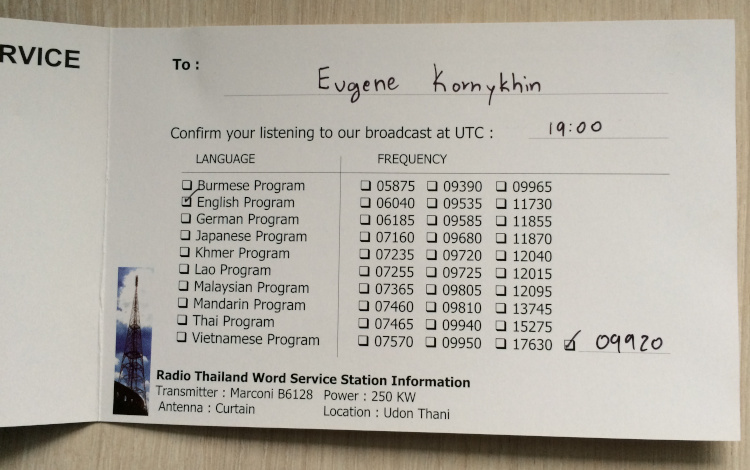 RVICE
To :
Eugene Kornykhin
Confirm your listening to our broadcast at UTC : 19:00
LANGUAGE FREQUENCY
❑ Burmese Program ❑ 05875 ❑ 09390 ❑ 09965
☑ English Program ❑ 06040 ❑ 09535 ❑ 11730
❑ German Program ❑ 06185 ❑ 09585 ❑ 11855
❑ Japanese Program ❑ 07160 ❑ 09680 ❑ 11870
❑ Khmer Program ❑ 07235 ❑ 09720 ❑ 12040
❑ Lao Program ❑ 07255 ❑ 09725 ❑ 12015
❑ Malaysian Program ❑ 07365 ❑ 09805 ❑ 12095
❑ Mandarin Program ❑ 07460 ❑ 09810 ❑ 13745
❑ Thai Program ❑ 07465 ❑ 09940 ❑ 15275
❑ Vietnamese Program ❑ 07570 ❑ 09950 ❑ 17630 ☑ 09920
Radio Thailand Word Service Station Information
Transmitter : Marconi B6128 Power : 250 KW
Antenna : Curtain Location : Udon Thani